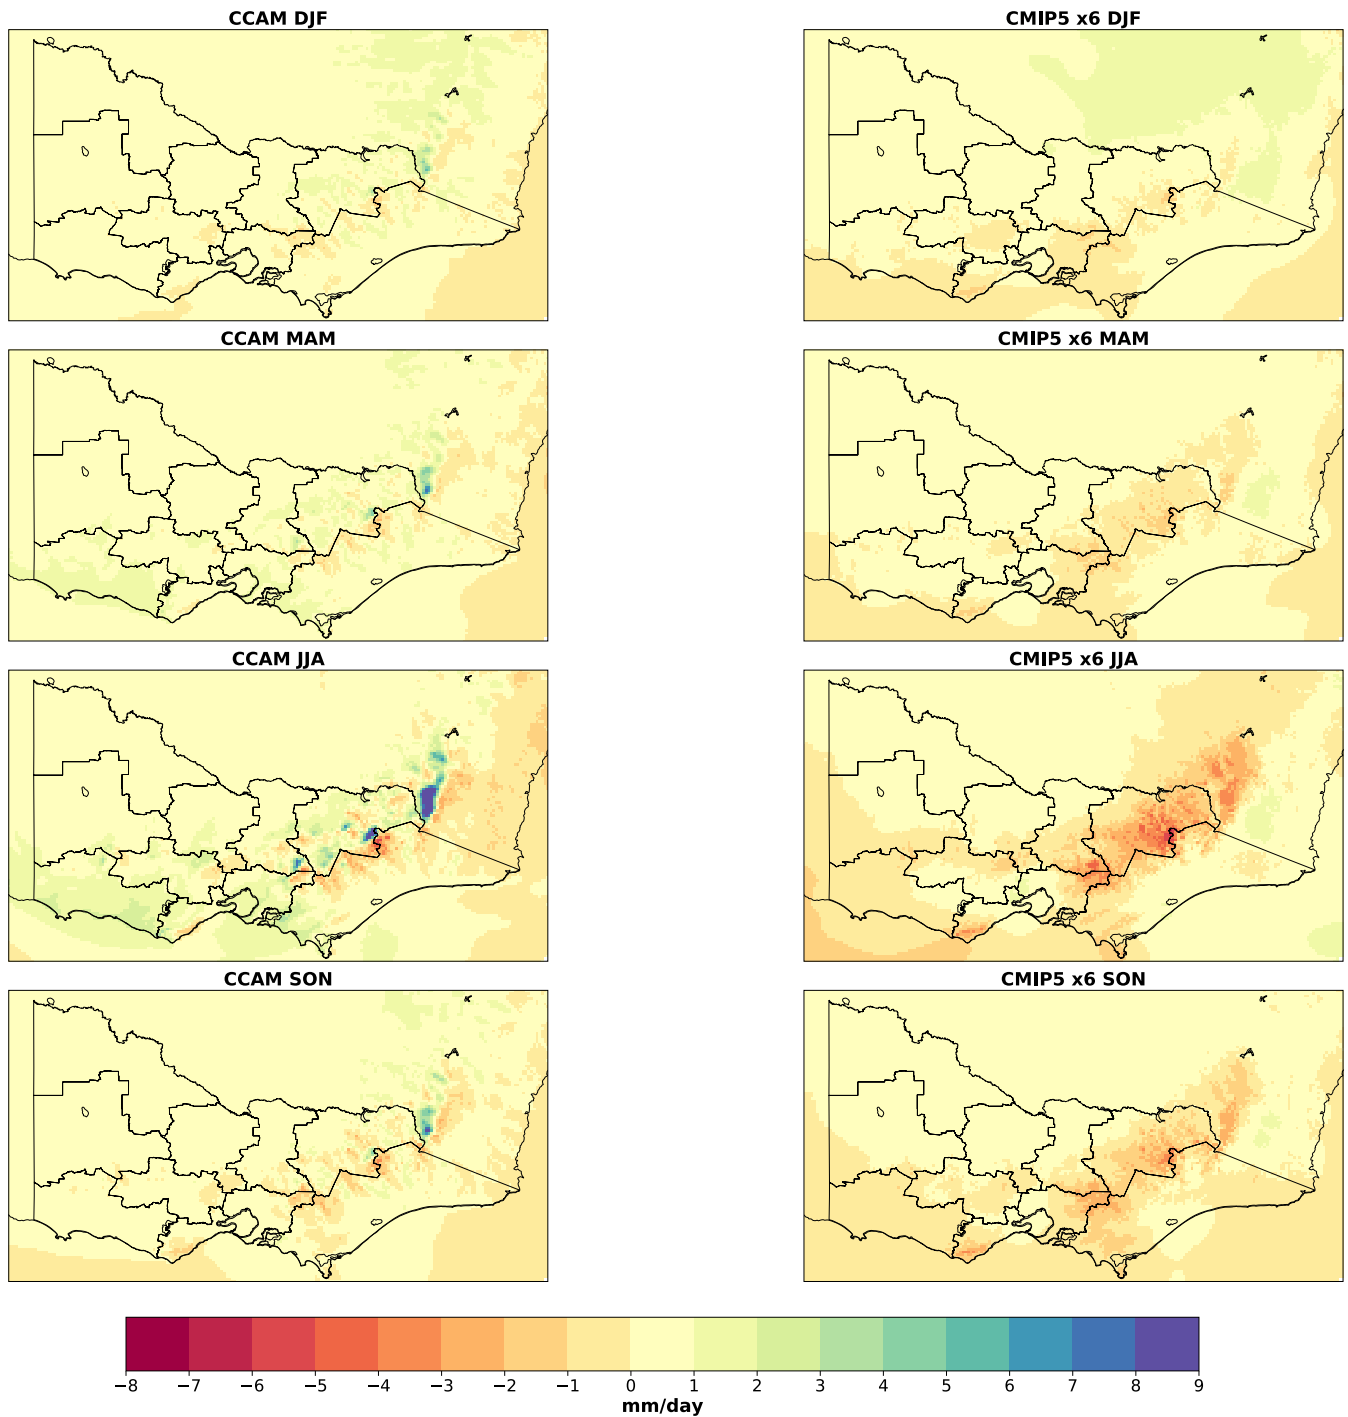 CCAM DJF
CMIP5 x6 DJF
CCAM MAM
CMIP5 x6 MAM
CCAM JJA
CMIP5 x6 JJA
CCAM SON
CMIP5 x6 SON
−8 −7 −6 −5 −4 −3 −2 −1 0 1 2 3 4 5 6 7 8 9
mm/day